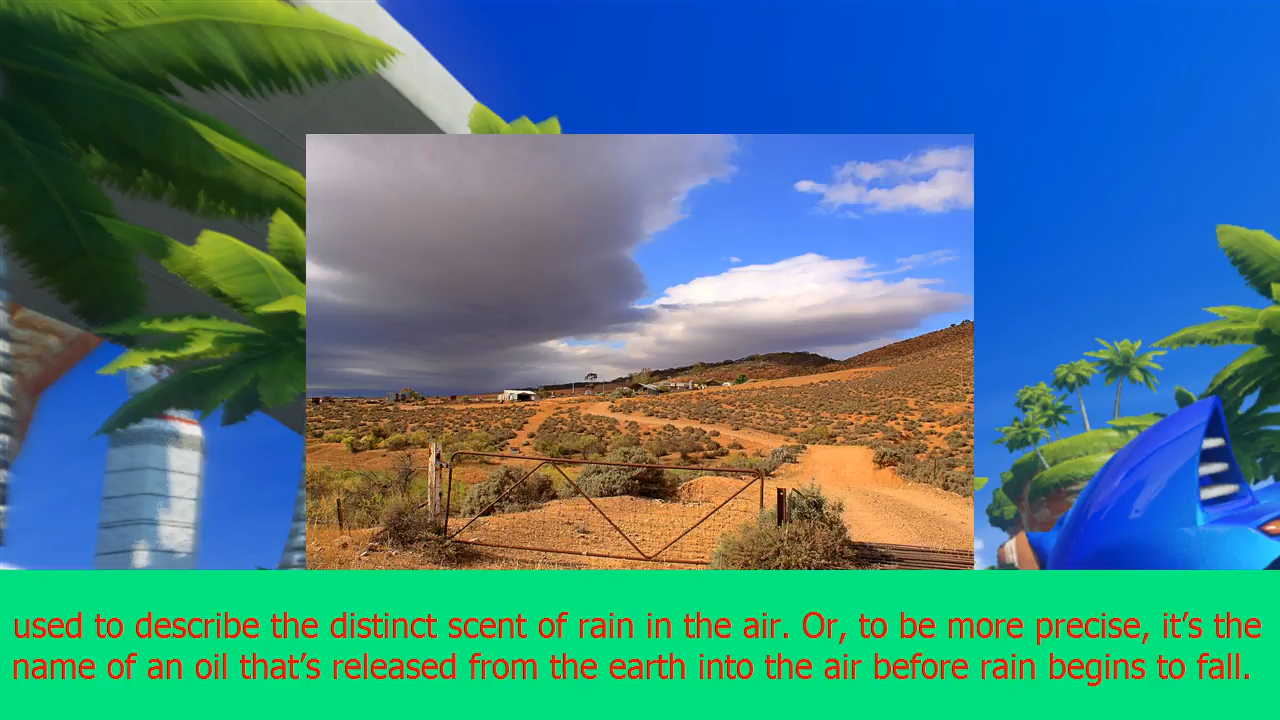 used to describe the distinct scent of rain in the air. Or, to be more precise, it’s the
name of an oil that’s released from the earth into the air before rain begins to fall.